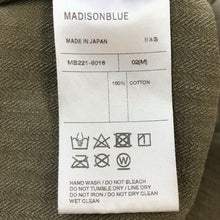 MADISONBLUE
MADE IN JAPAN 日本製
MB221-6016 02(M)
100% COTTON
HAND WASH / DO NOT BLEACH
DO NOT TUMBLE DRY / LINE DRY
DO NOT IRON / DO NOT DRY CLEAN
WET CLEAN